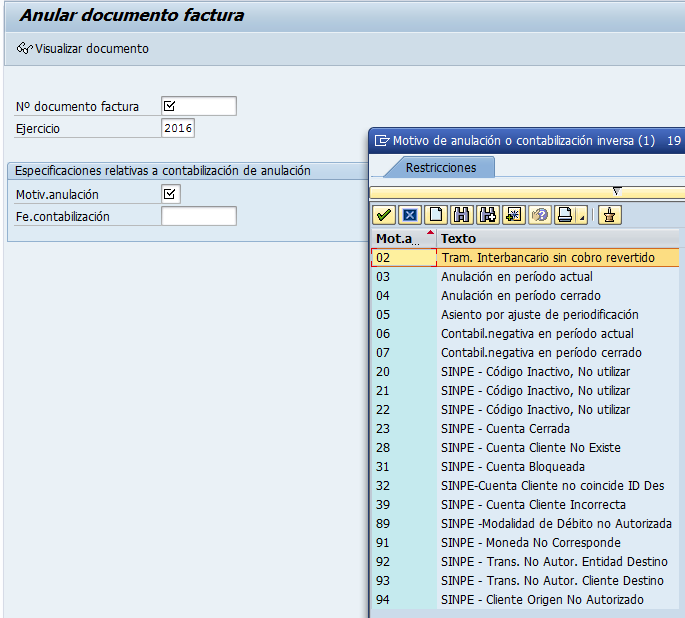 Anular documento factura
Visualizar documento
Nº documento factura
Ejercicio 2016
Especificaciones relativas a contabilización de anulación
Motiv.anulación
Fe.contabilización
Motivo de anulación o contabilización inversa (1) 19
Restricciones
Mot.a... Texto
02 Tram. Interbancario sin cobro revertido
03 Anulación en período actual
04 Anulación en período cerrado
05 Asiento por ajuste de periodificación
06 Contabil.negativa en período actual
07 Contabil.negativa en período cerrado
20 SINPE - Código Inactivo, No utilizar
21 SINPE - Código Inactivo, No utilizar
22 SINPE - Código Inactivo, No utilizar
23 SINPE - Cuenta Cerrada
28 SINPE - Cuenta Cliente No Existe
31 SINPE - Cuenta Bloqueada
32 SINPE-Cuenta Cliente no coincide ID Des
39 SINPE - Cuenta Cliente Incorrecta
89 SINPE -Modalidad de Débito no Autorizada
91 SINPE - Moneda No Corresponde
92 SINPE - Trans. No Autor. Entidad Destino
93 SINPE - Trans. No Autor. Cliente Destino
94 SINPE - Cliente Origen No Autorizado